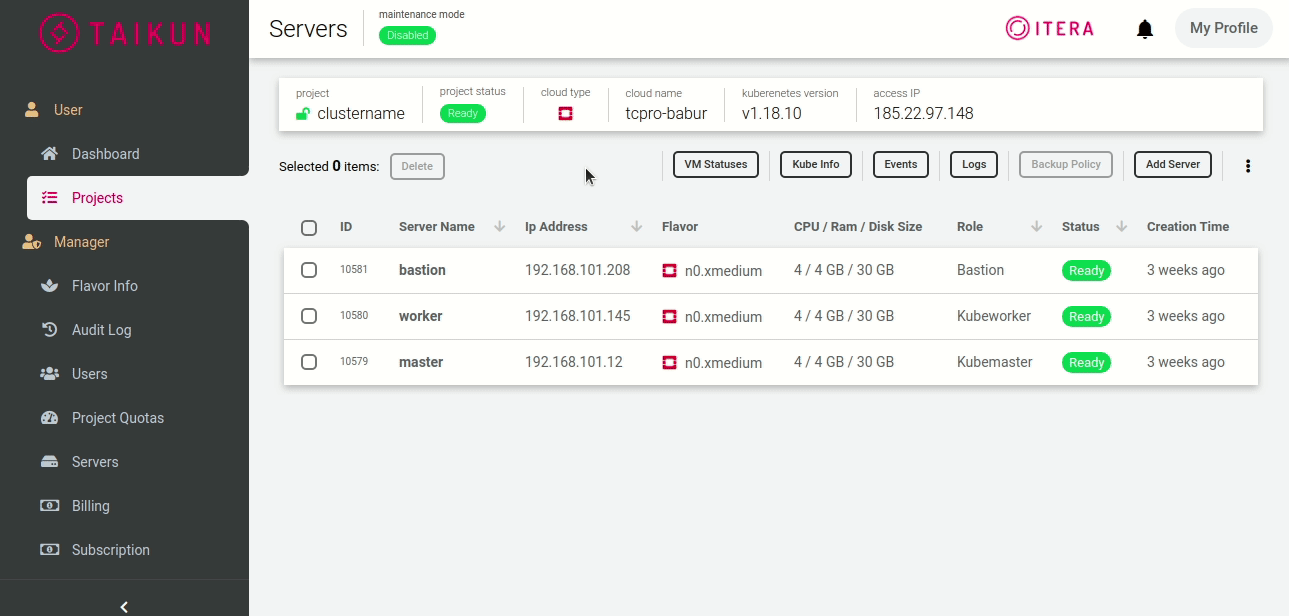 TAIKUN
User
Dashboard
Projects
Manager
Flavor Info
Audit Log
Users
Project Quotas
Servers
Billing
Subscription
Servers
maintenance mode
Disabled
ITERA
My Profile
project
clustername
project status
Ready
cloud type
cloud name
tcpro-babur
kuberenetes version
v1.18.10
access IP
185.22.97.148
Selected 0 items:
Delete
VM Statuses
Kube Info
Events
Logs
Backup Policy
Add Server
ID Server Name Ip Address Flavor CPU / Ram / Disk Size Role Status Creation Time
10581 bastion 192.168.101.208 n0.xmedium 4 / 4 GB / 30 GB Bastion Ready 3 weeks ago
10580 worker 192.168.101.145 n0.xmedium 4 / 4 GB / 30 GB Kubeworker Ready 3 weeks ago
10579 master 192.168.101.12 n0.xmedium 4 / 4 GB / 30 GB Kubemaster Ready 3 weeks ago